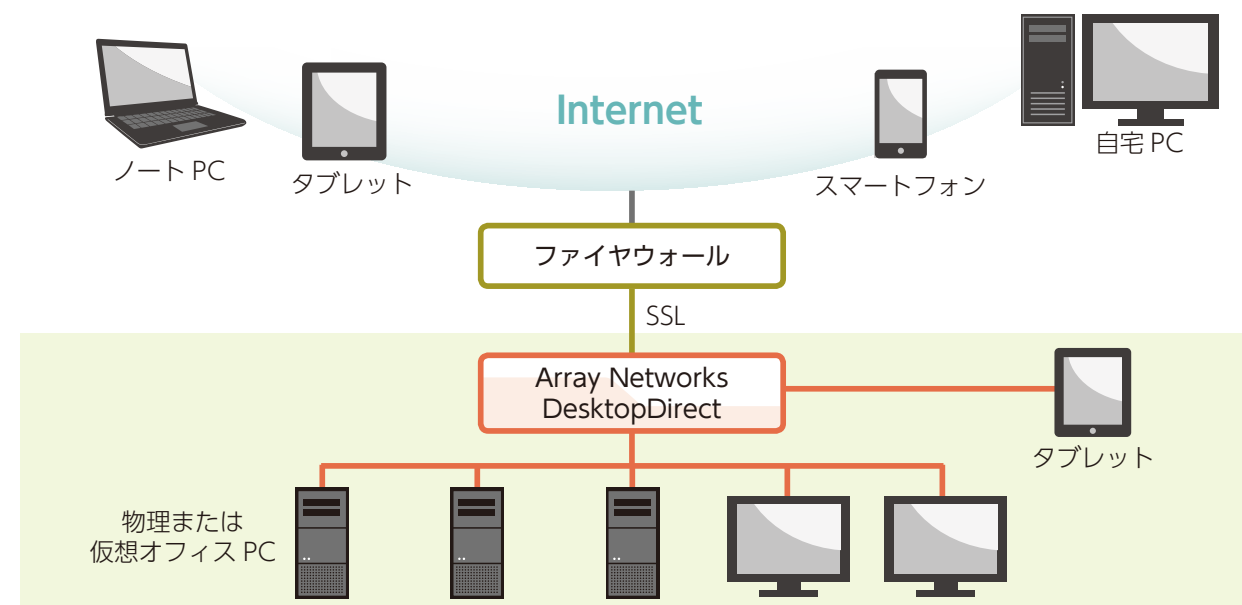 Internet
ノート PC
タブレット
スマートフォン
自宅 PC
ファイヤウォール
SSL
Array Networks
DesktopDirect
タブレット
物理または
仮想オフィス PC